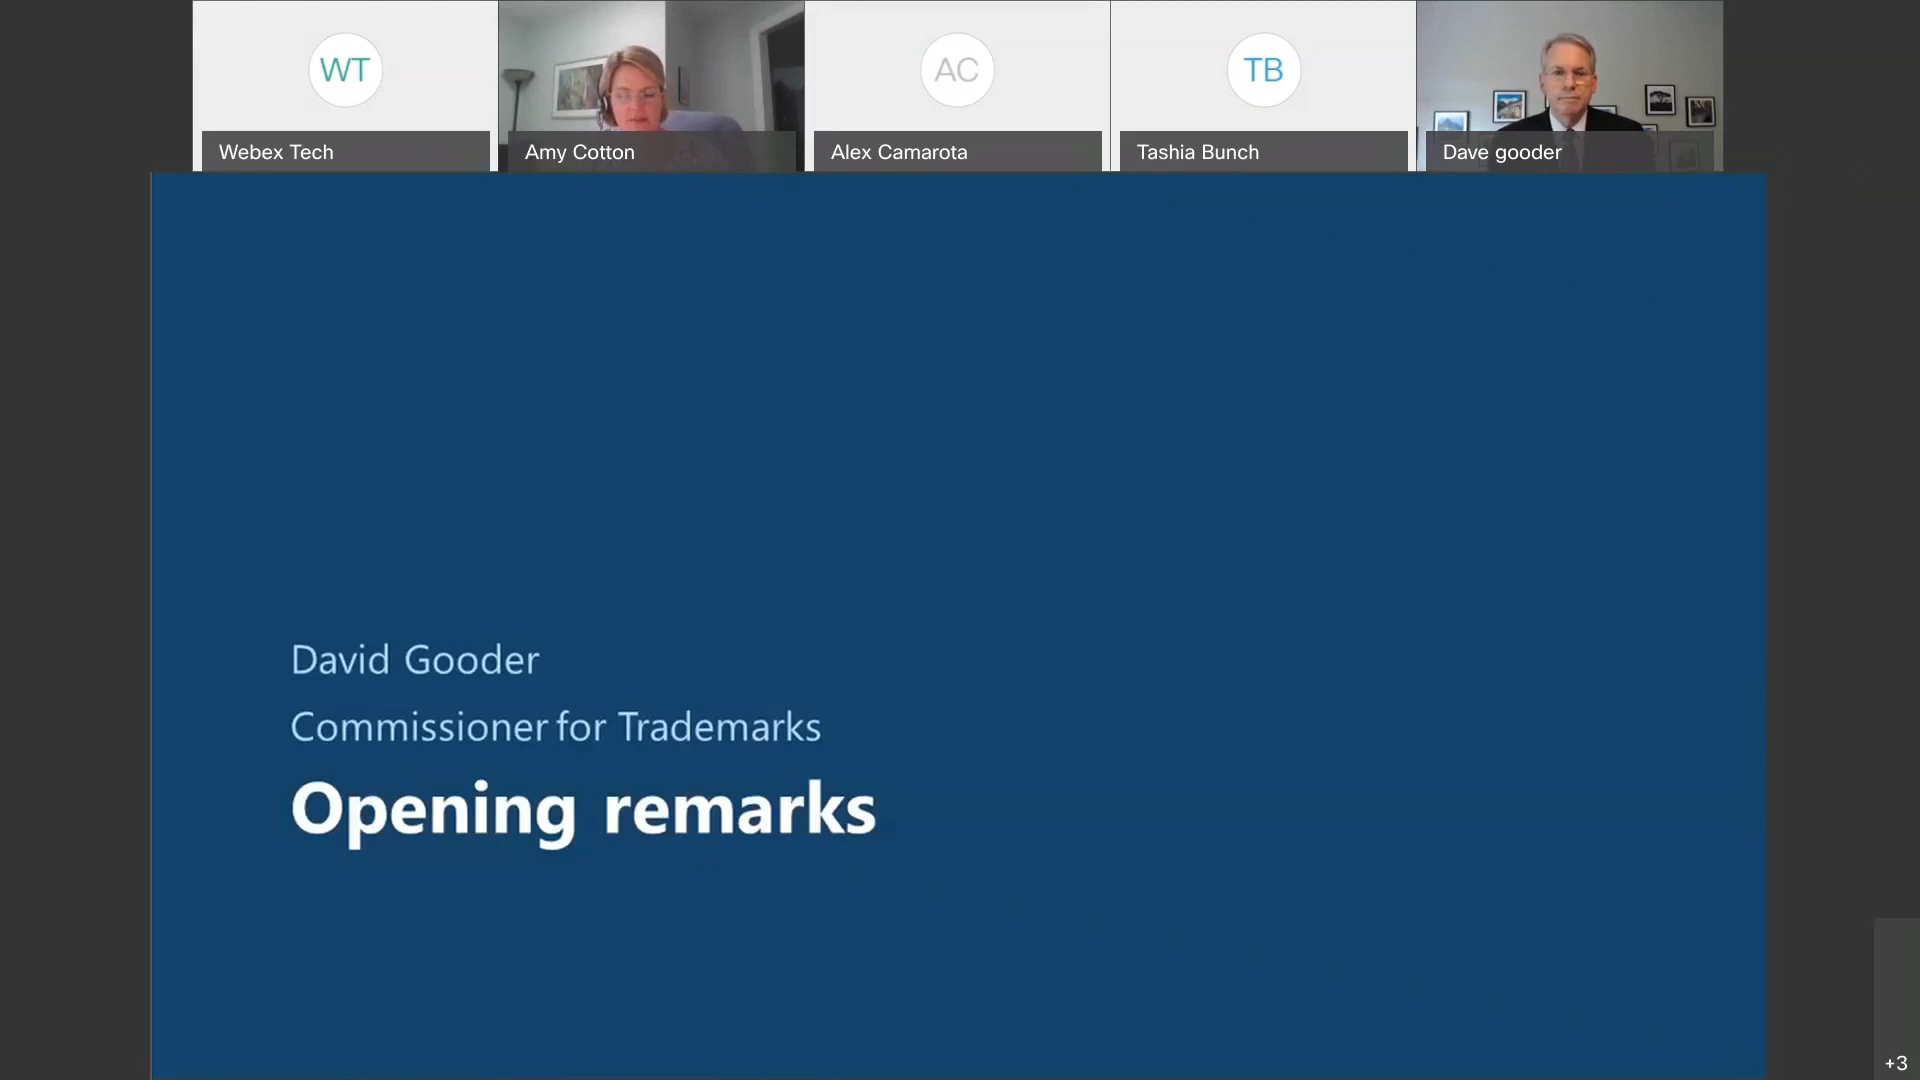 WT
AC
TB
Webex Tech
Amy Cotton
Alex Camarota
Tashia Bunch
Dave gooder
David Gooder
Commissioner for Trademarks
Opening remarks
+3